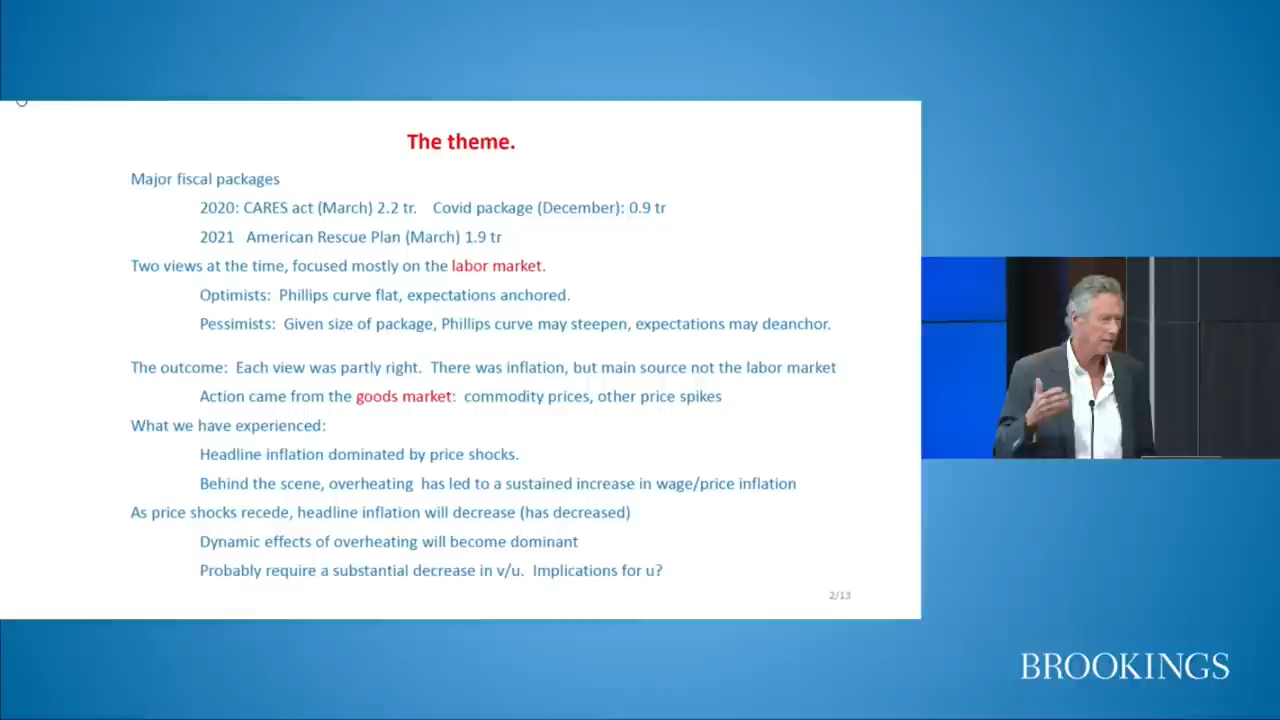 The theme.
Major fiscal packages
2020: CARES act (March) 2.2 tr. Covid package (December): 0.9 tr
2021 American Rescue Plan (March) 1.9 tr
Two views at the time, focused mostly on the labor market.
Optimists: Phillips curve flat, expectations anchored.
Pessimists: Given size of package, Phillips curve may steepen, expectations may deanchor.
The outcome: Each view was partly right. There was inflation, but main source not the labor market
Action came from the goods market: commodity prices, other price spikes
What we have experienced:
Headline inflation dominated by price shocks.
Behind the scene, overheating has led to a sustained increase in wage/price inflation
As price shocks recede, headline inflation will decrease (has decreased)
Dynamic effects of overheating will become dominant
Probably require a substantial decrease in v/u. Implications for u?
2/13
BROOKINGS